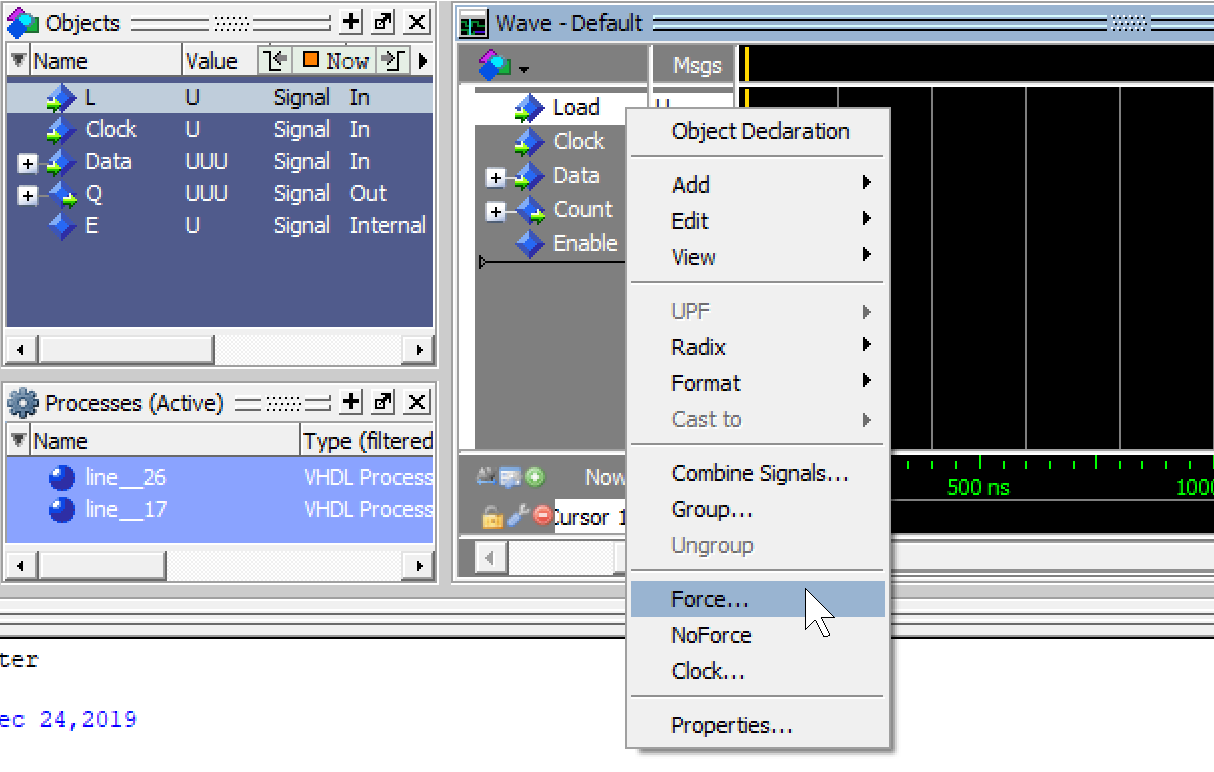 Objects
Name Value Now
L U Signal In
Clock U Signal In
Data UUU Signal In
Q UUU Signal Out
E U Signal Internal
Processes (Active)
Name Type (filtered
line__26 VHDL Process
line__17 VHDL Process
Wave - Default
Msgs
Load U
Clock
Data
Count
Enable
Now
Cursor 1
500 ns
1000
Object Declaration
Add
Edit
View
UPF
Radix
Format
Cast to
Combine Signals...
Group...
Ungroup
Force...
NoForce
Clock...
Properties...
ter
ec 24,2019